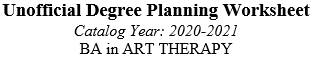 Unofficial Degree Planning Worksheet
Catalog Year: 2020-2021
BA in ART THERAPY